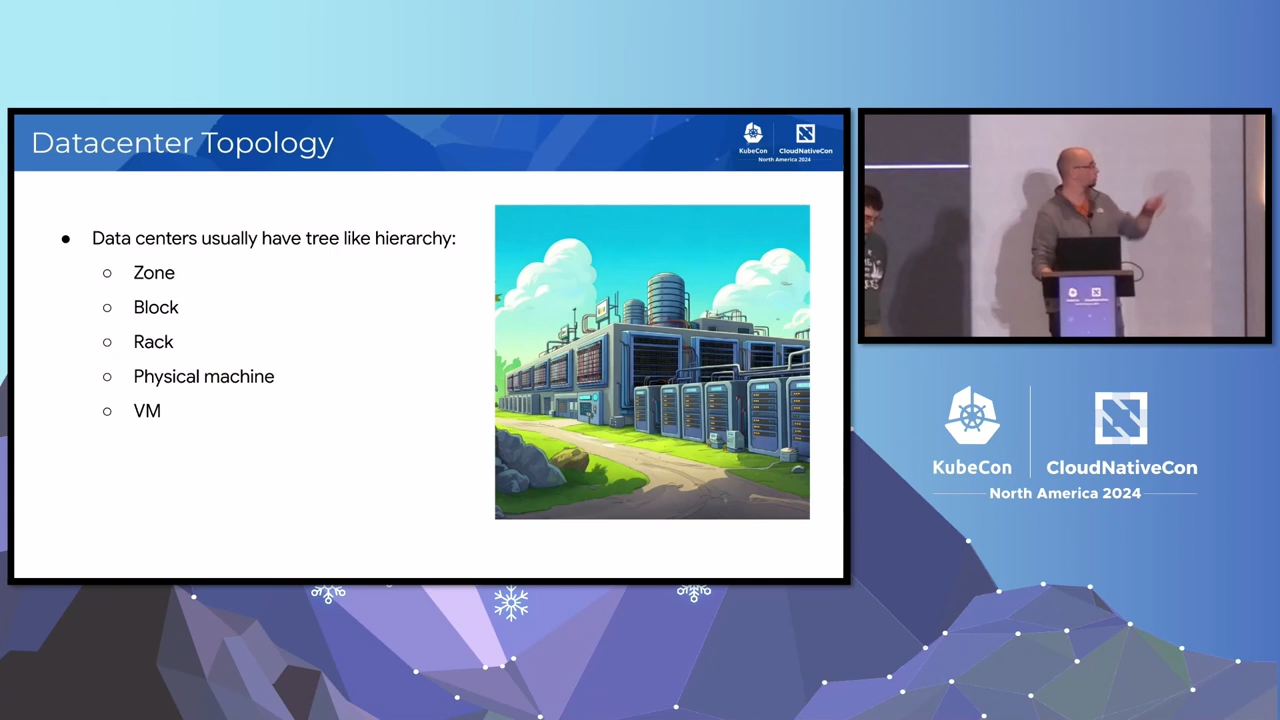 Datacenter Topology
KubeCon
CloudNativeCon
North America 2024
● Data centers usually have tree like hierarchy:
○ Zone
○ Block
○ Rack
○ Physical machine
○ VM
KubeCon
CloudNativeCon
North America 2024